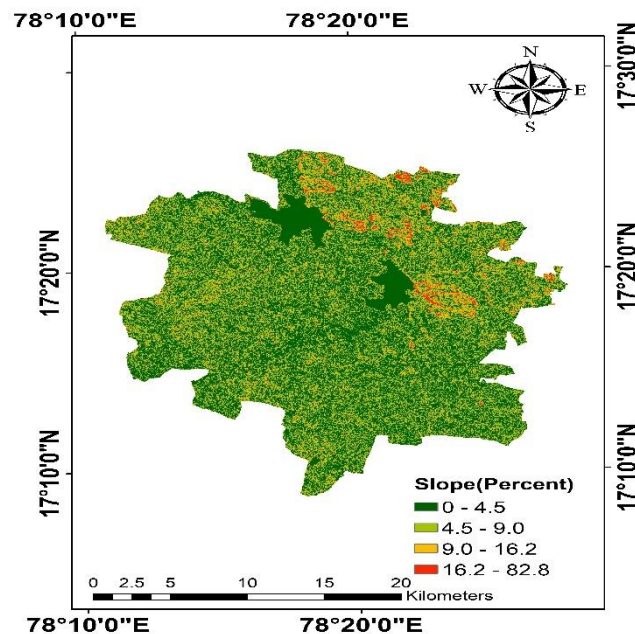 78°10'0"E 78°20'0"E
N
W E
S
17°30'0"N
17°20'0"N 17°20'0"N
17°10'0"N 17°10'0"N
Slope(Percent)
0 - 4.5
4.5 - 9.0
9.0 - 16.2
16.2 - 82.8
0 2.5 5 10 15 20
Kilometers
78°10'0"E 78°20'0"E